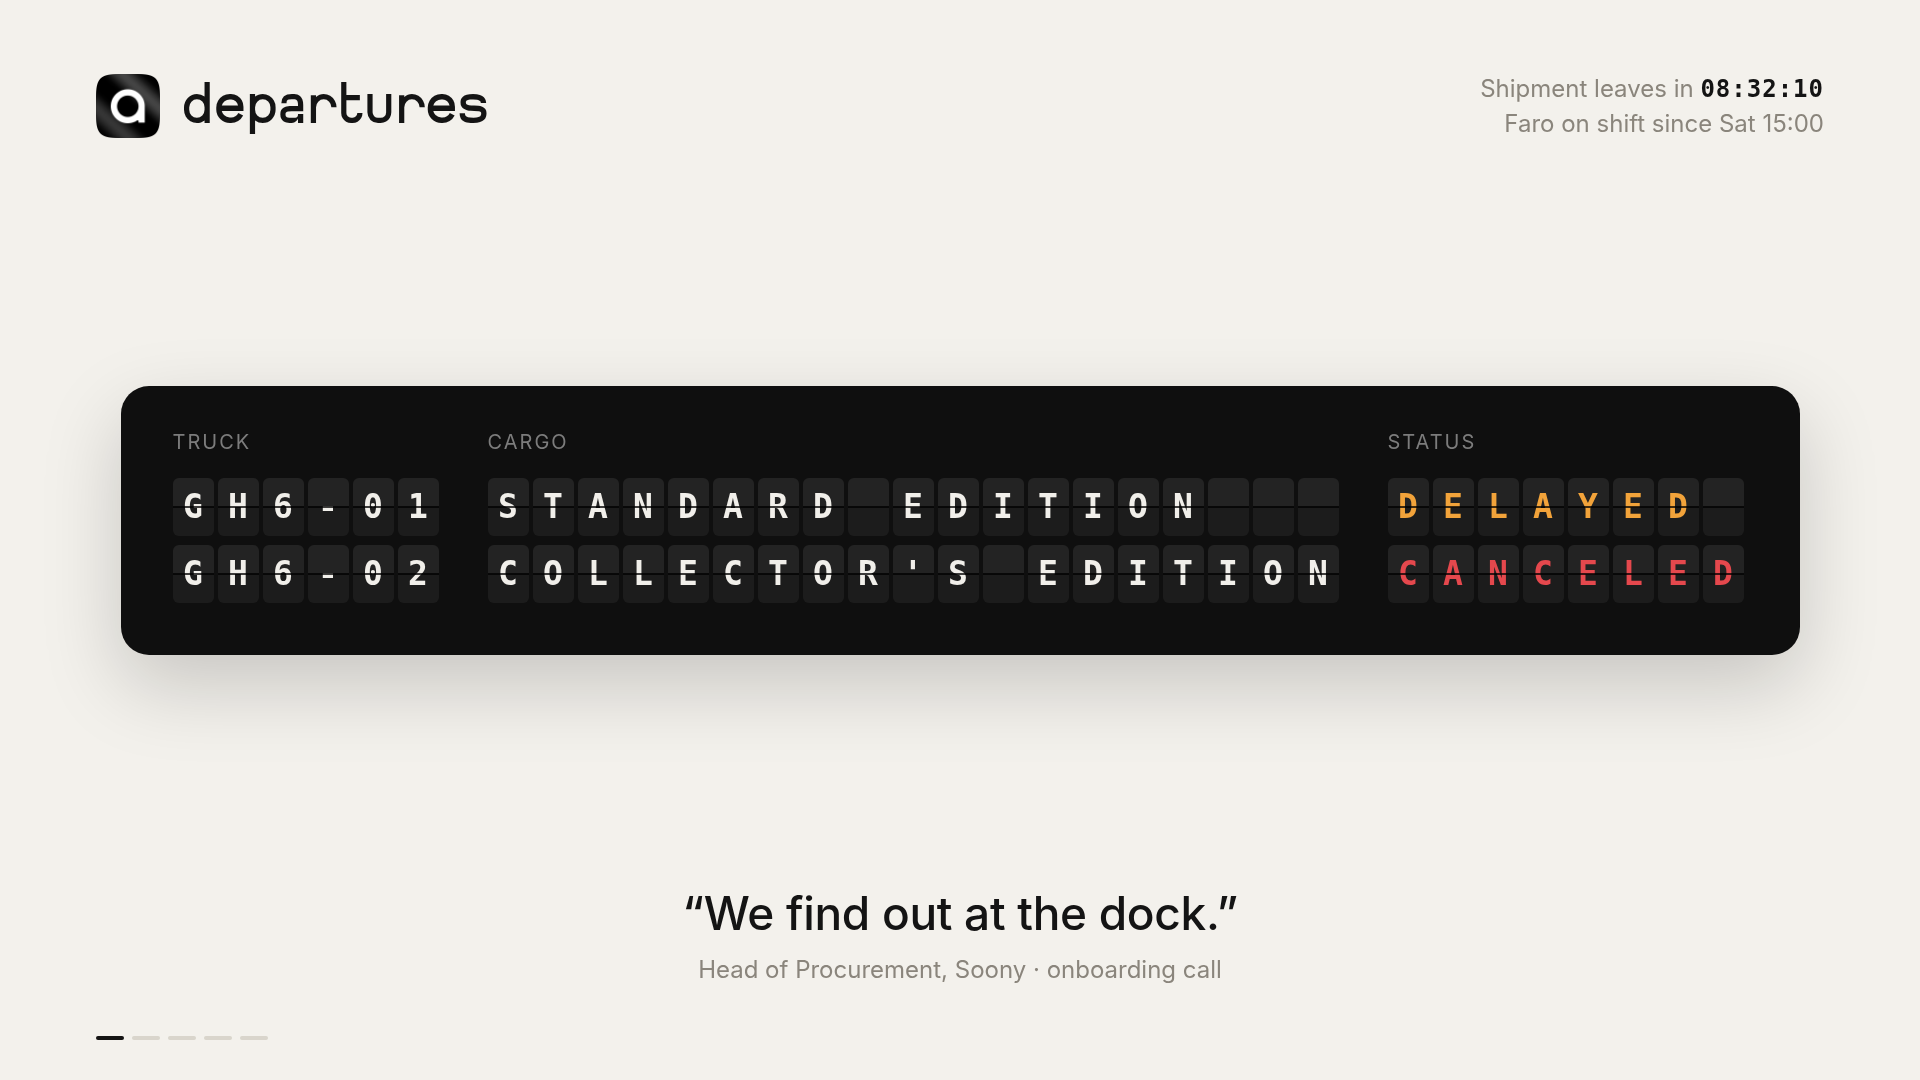 a departures
Shipment leaves in 08:32:10
Faro on shift since Sat 15:00
TRUCK CARGO STATUS
GH6-01 STANDARD EDITION DELAYED
GH6-02 COLLECTOR'S EDITION CANCELED
“We find out at the dock.”
Head of Procurement, Soony · onboarding call